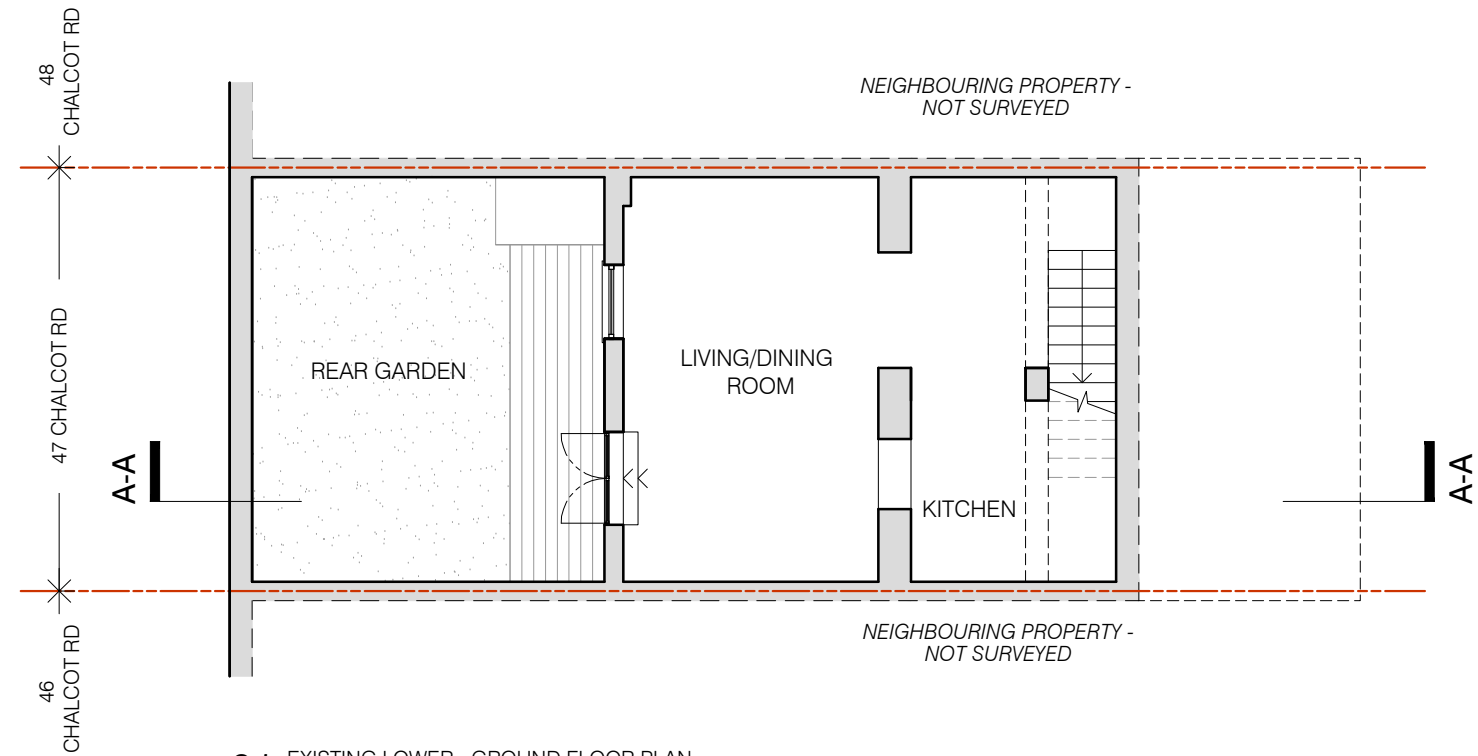 48
CHALCOT RD
NEIGHBOURING PROPERTY -
NOT SURVEYED
47 CHALCOT RD
REAR GARDEN
LIVING/DINING
ROOM
KITCHEN
A-A
A-A
NEIGHBOURING PROPERTY -
NOT SURVEYED
46
CHALCOT RD
EXISTING LOWER - GROUND FLOOR PLAN